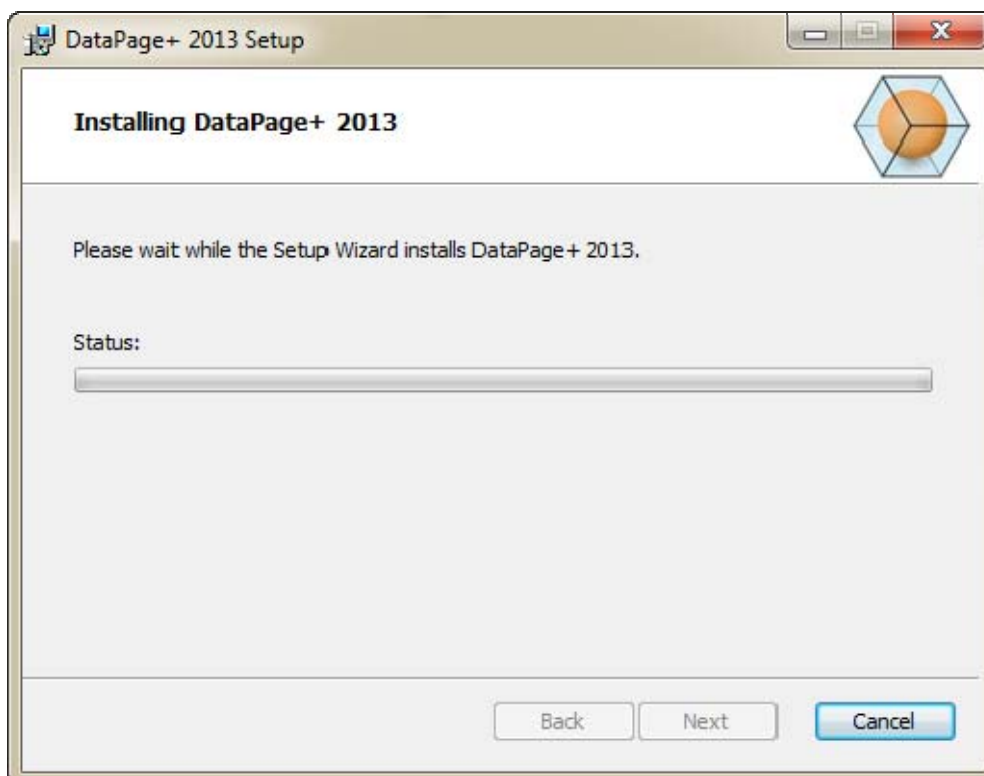 DataPage+ 2013 Setup
Installing DataPage+ 2013
Please wait while the Setup Wizard installs DataPage+ 2013.
Status:
Back Next Cancel